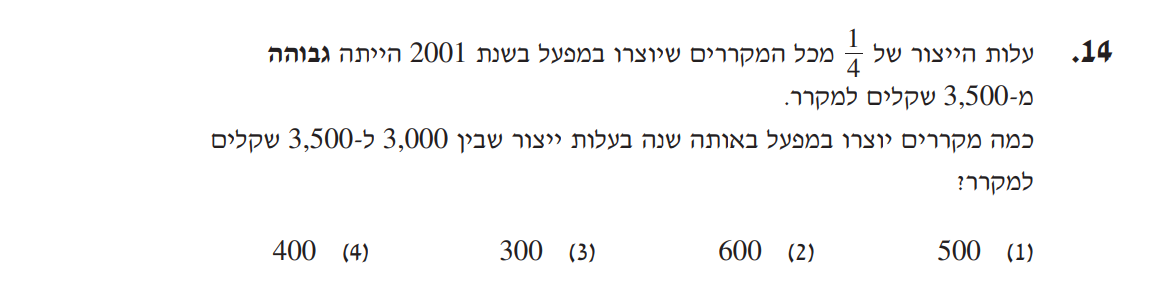 14. עלות הייצור של 1/4 מכל המקררים שיוצרו במפעל בשנת 2001 הייתה גבוהה
מ-3,500 שקלים למקרר.
כמה מקררים יוצרו במפעל באותה שנה בעלות ייצור שבין 3,000 ל-3,500 שקלים
למקרר?
(1) 500 (2) 600 (3) 300 (4) 400